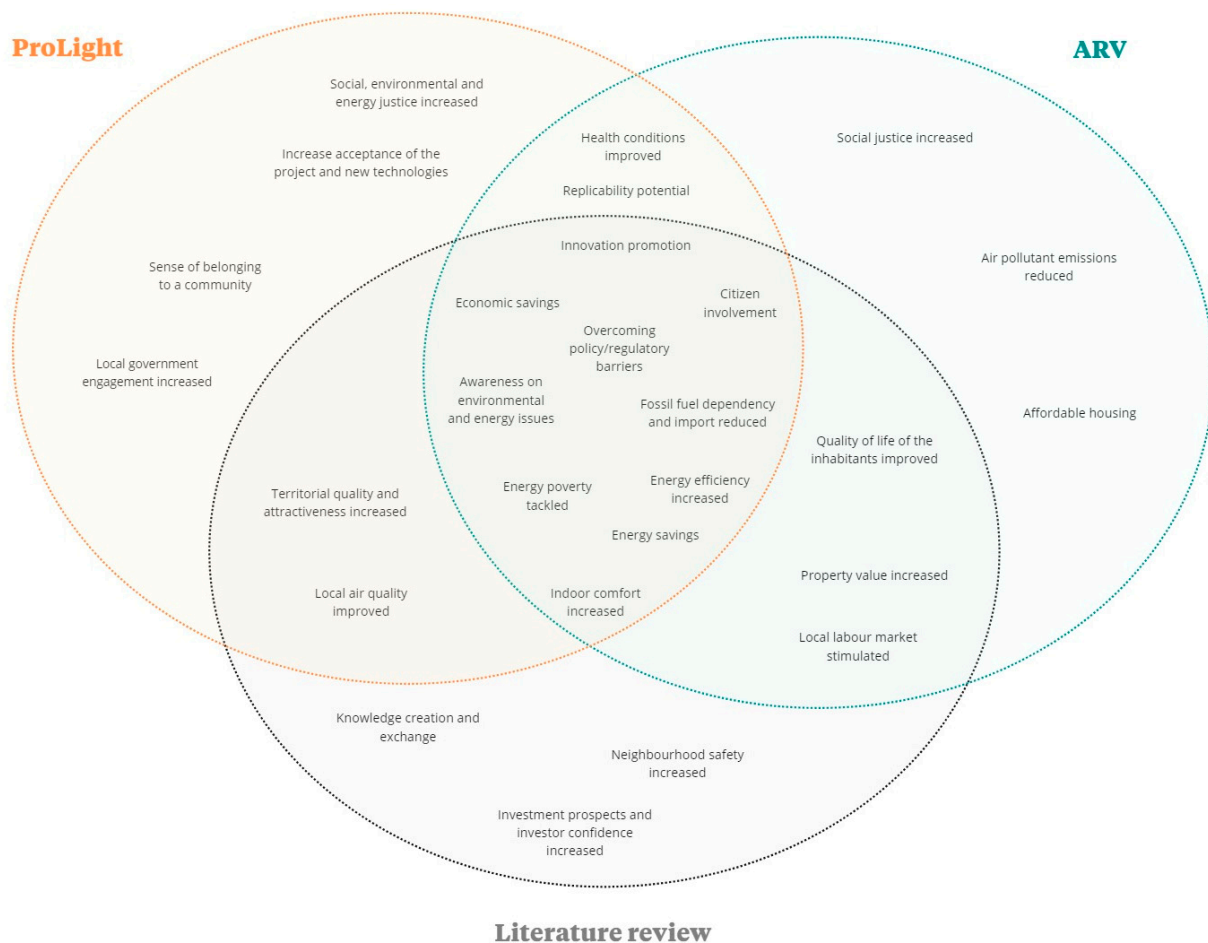 ProLight
ARV
Social, environmental and
energy justice increased
Health conditions
improved
Social justice increased
Increase acceptance of the
project and new technologies
Replicability potential
Innovation promotion
Sense of belonging
to a community
Air pollutant emissions
reduced
Economic savings
Citizen
involvement
Overcoming
policy/regulatory
barriers
Local government
engagement increased
Awareness on
environmental
and energy issues
Fossil fuel dependency
and import reduced
Affordable housing
Quality of life of the
inhabitants improved
Territorial quality and
attractiveness increased
Energy poverty
tackled
Energy efficiency
increased
Energy savings
Property value increased
Local air quality
improved
Indoor comfort
increased
Local labour market
stimulated
Knowledge creation and
exchange
Neighbourhood safety
increased
Investment prospects and
investor confidence
increased
Literature review